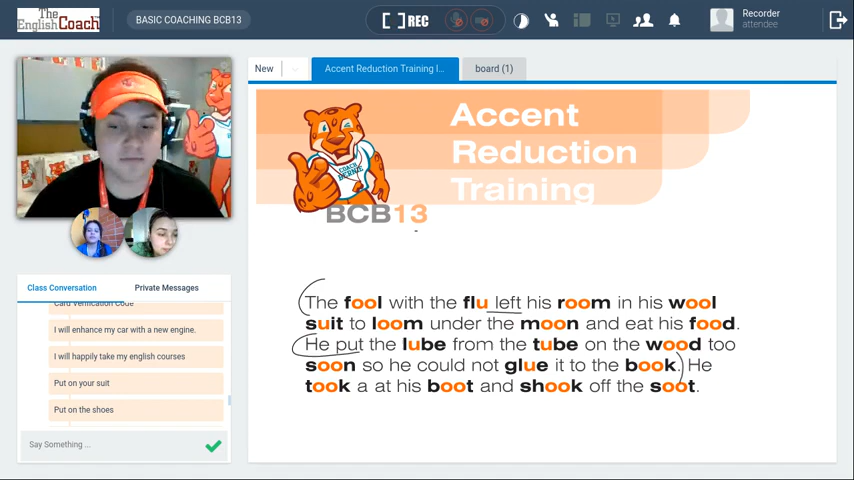 The
EnglishCoach
BASIC COACHING BCB13
[ ] REC
Recorder
attendee
New
Accent Reduction Training I...
board (1)
Accent
Reduction
Training
COACH
BERNIE
BCB13
Class Conversation
Private Messages
Card Verification Code
I will enhance my car with a new engine.
I will happily take my english courses
Put on your suit
Put on the shoes
Say Something ...
The fool with the flu left his room in his wool
suit to loom under the moon and eat his food.
He put the lube from the tube on the wood too
soon so he could not glue it to the book. He
took a at his boot and shook off the soot.